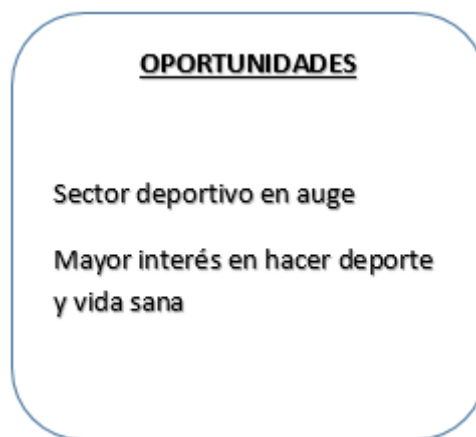 OPORTUNIDADES
Sector deportivo en auge
Mayor interés en hacer deporte
y vida sana